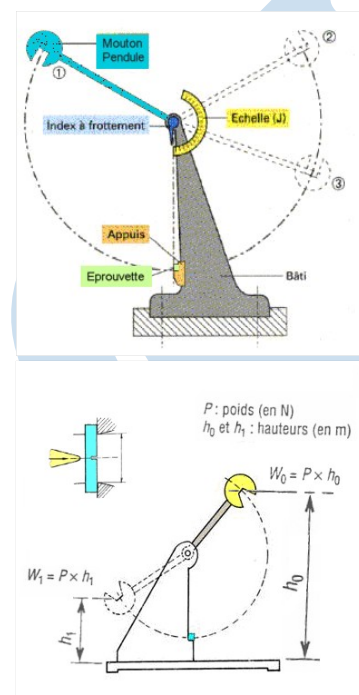 Mouton
Pendule
①
②
Index à frottement
Echelle (J)
③
Appuis
Eprouvette
Bâti
P : poids (en N)
h₀ et h₁ : hauteurs (en m)
W₀ = P × h₀
W₁ = P × h₁
h₀
h₁